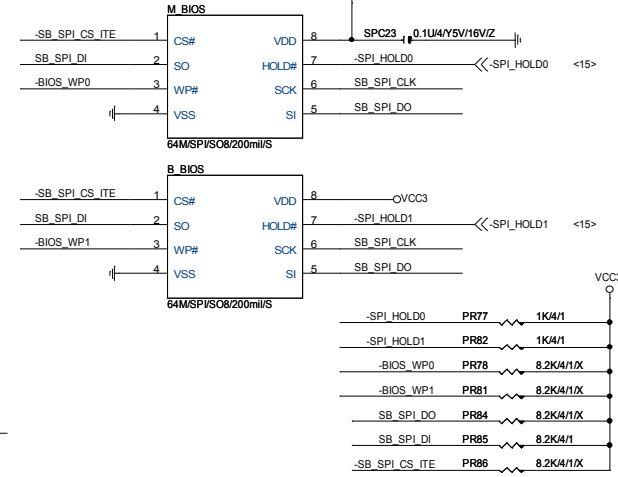 M_BIOS
-SB_SPI_CS_ITE 1 CS# VDD 8 SPC23 0.1U/4/Y5V/16V/Z
SB_SPI_DI 2 SO HOLD# 7 -SPI_HOLD0 -SPI_HOLD0 <15>
-BIOS_WP0 3 WP# SCK 6 SB_SPI_CLK
4 VSS SI 5 SB_SPI_DO
64M/SPI/SO8/200mil/S
B_BIOS
-SB_SPI_CS_ITE 1 CS# VDD 8 VCC3
SB_SPI_DI 2 SO HOLD# 7 -SPI_HOLD1 -SPI_HOLD1 <15>
-BIOS_WP1 3 WP# SCK 6 SB_SPI_CLK
4 VSS SI 5 SB_SPI_DO
64M/SPI/SO8/200mil/S
VCC3
-SPI_HOLD0 PR77 1K/4/1
-SPI_HOLD1 PR82 1K/4/1
-BIOS_WP0 PR78 8.2K/4/1/X
-BIOS_WP1 PR81 8.2K/4/1/X
SB_SPI_DO PR84 8.2K/4/1/X
SB_SPI_DI PR85 8.2K/4/1
-SB_SPI_CS_ITE PR86 8.2K/4/1/X